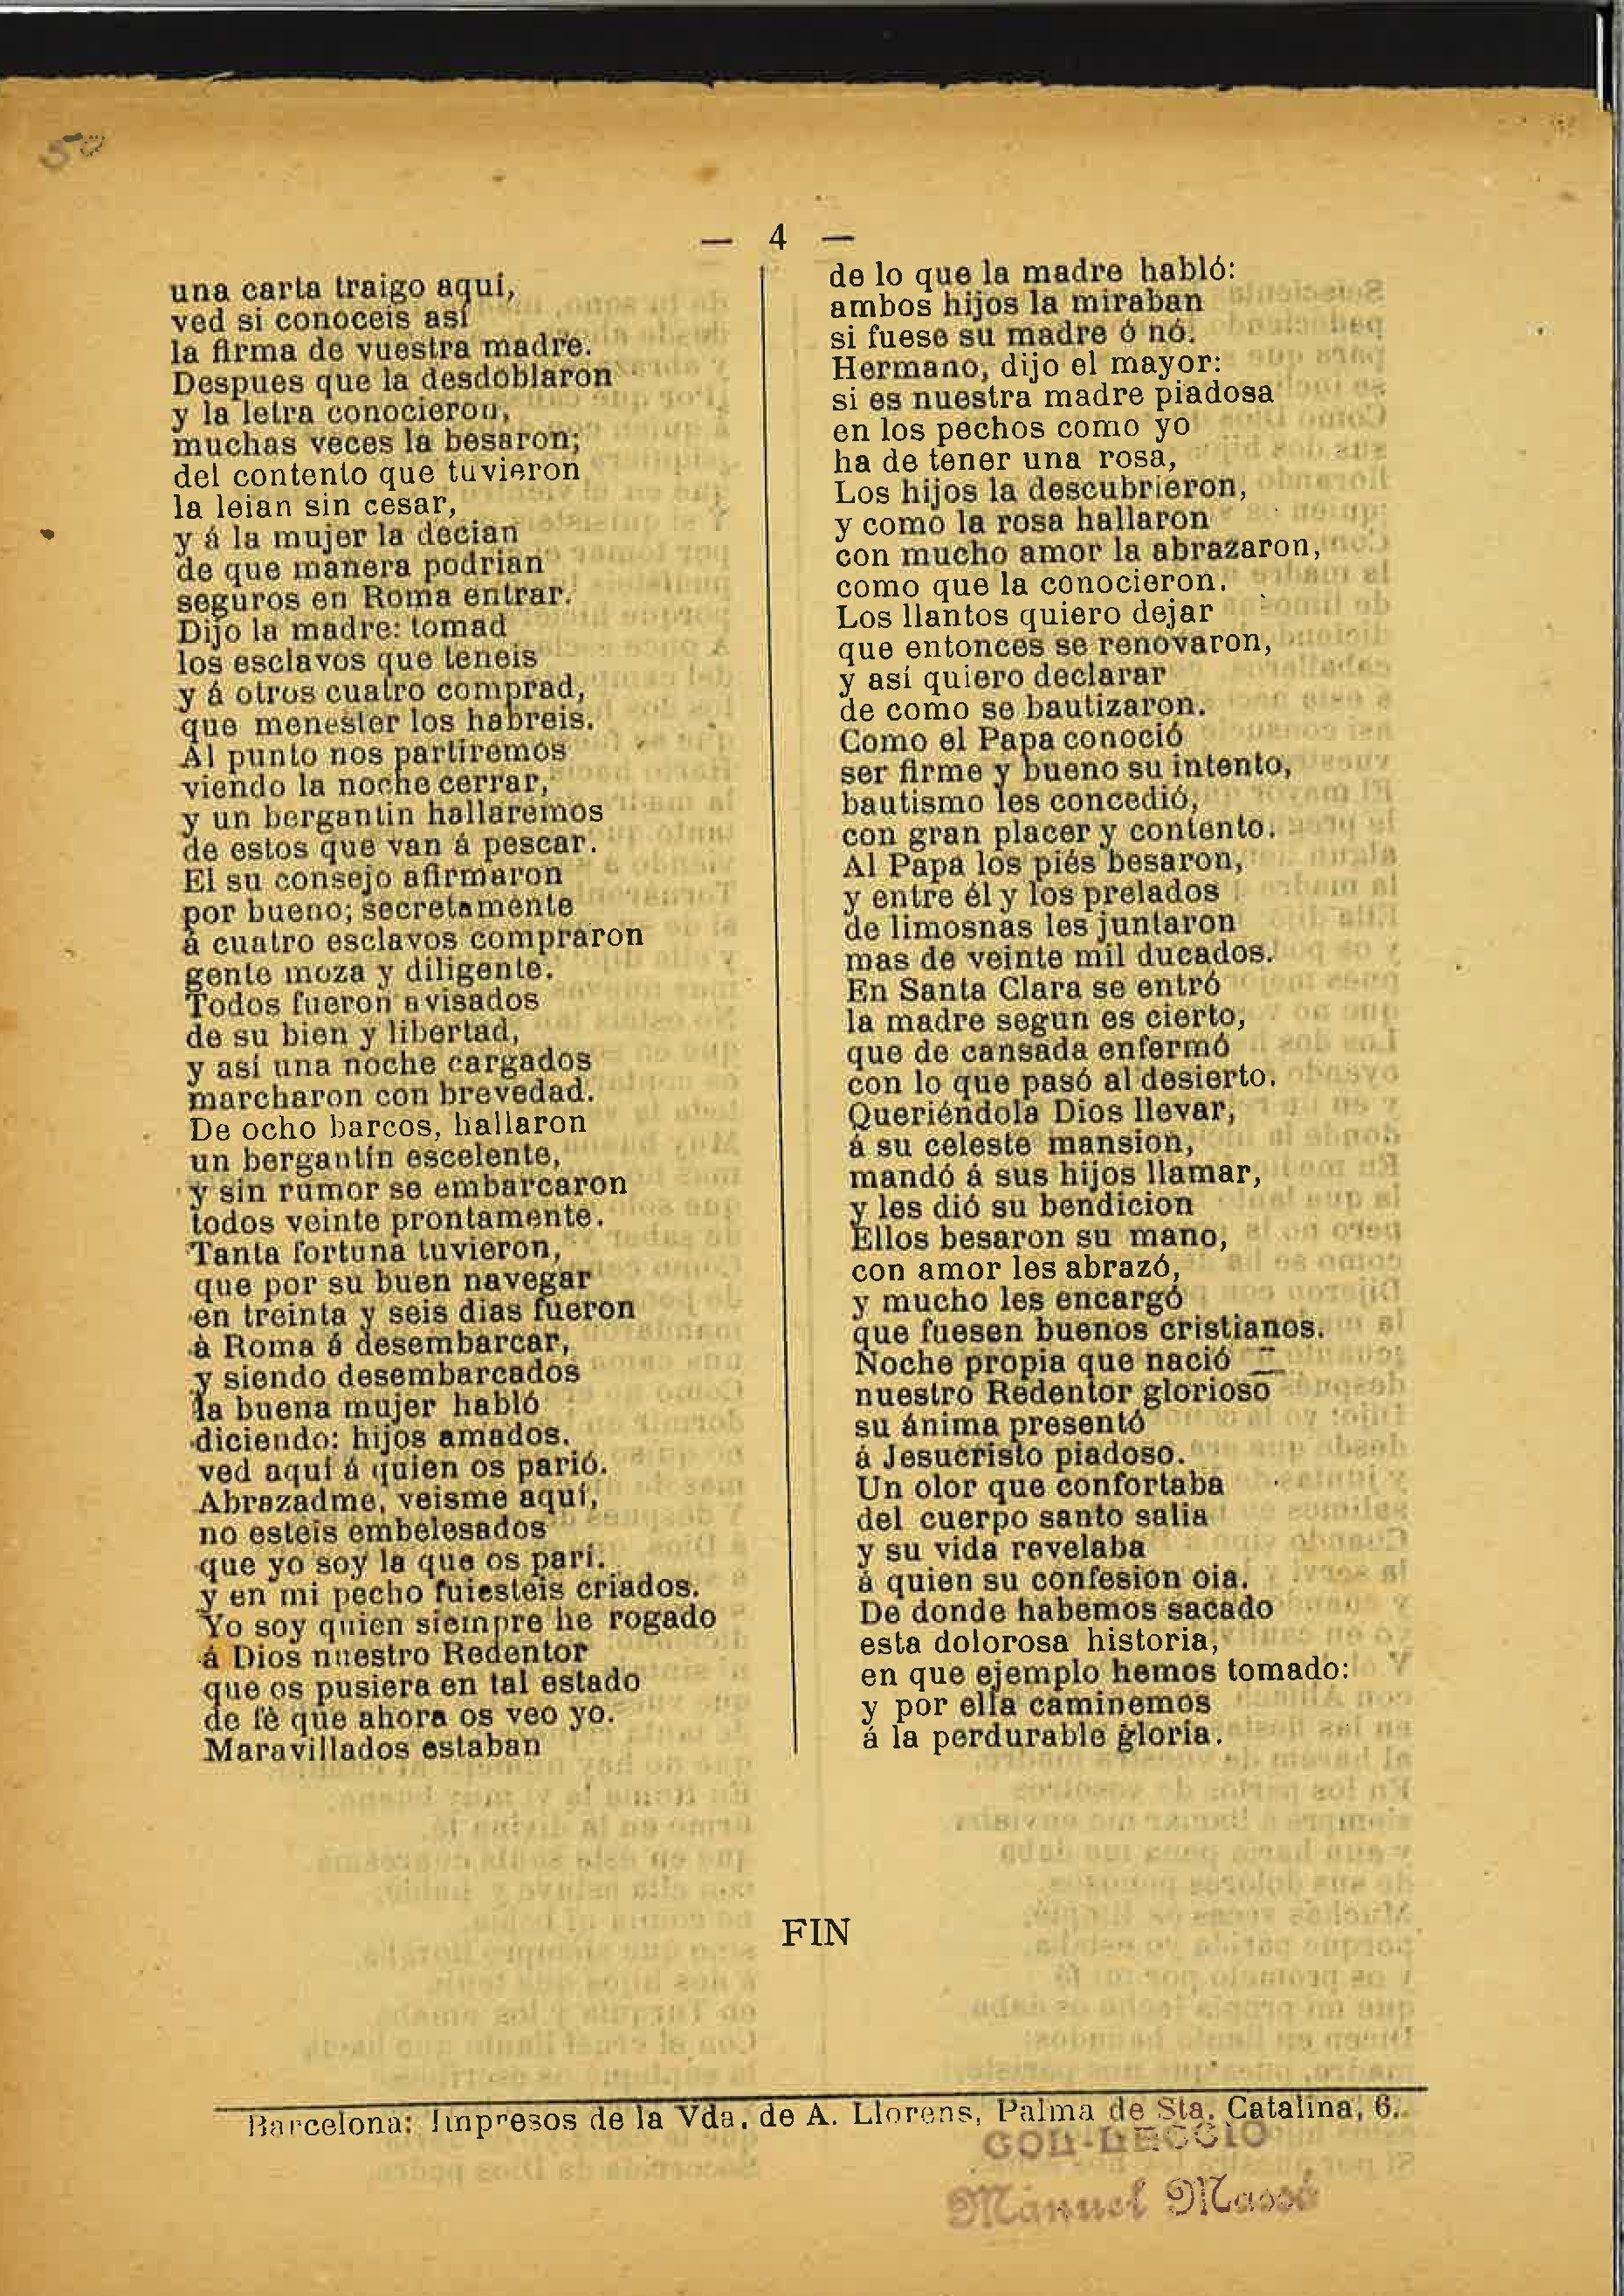 50
— 4 —
una carta traigo aquí,
ved si conoceis así
la firma de vuestra madre.
Despues que la desdoblaron
y la letra conocieron,
muchas veces la besaron;
del contento que tuvieron
la leian sin cesar,
y á la mujer la decian
de que manera podrian
seguros en Roma entrar.
Dijo la madre: tomad
los esclavos que teneis
y á otros cuatro comprad,
que menester los habreis.
Al punto nos partiremos
viendo la noche cerrar,
y un bergantin hallaremos
de estos que van á pescar.
El su consejo afirmaron
por bueno; secretamente
á cuatro esclavos compraron
gente moza y diligente.
Todos fueron avisados
de su bien y libertad,
y así una noche cargados
marcharon con brevedad.
De ocho barcos, hallaron
un bergantín escelente,
y sin rumor se embarcaron
todos veinte prontamente.
Tanta fortuna tuvieron,
que por su buen navegar
en treinta y seis dias fueron
à Roma á desembarcar,
y siendo desembarcados
la buena mujer habló
diciendo: hijos amados.
ved aquí á quien os parió.
Abrazadme, veisme aquí,
no esteis embelesados
que yo soy la que os parí.
y en mi pecho fuiesteis criados.
Yo soy quien siempre he rogado
á Dios nuestro Redentor
que os pusiera en tal estado
de fè que ahora os veo yo.
Maravillados estaban
de lo que la madre habló:
ambos hijos la miraban
si fuese su madre ó nó.
Hermano, dijo el mayor:
si es nuestra madre piadosa
en los pechos como yo
ha de tener una rosa,
Los hijos la descubrieron,
y como la rosa hallaron
con mucho amor la abrazaron,
como que la conocieron.
Los llantos quiero dejar
que entonces se renovaron,
y así quiero declarar
de como se bautizaron.
Como el Papa conoció
ser firme y bueno su intento,
bautismo les concedió,
con gran placer y contento.
Al Papa los piés besaron,
y entre él y los prelados
de limosnas les juntaron
mas de veinte mil ducados.
En Santa Clara se entró
la madre segun es cierto,
que de cansada enfermó
con lo que pasó al desierto.
Queriéndola Dios llevar,
á su celeste mansion,
mandó á sus hijos llamar,
y les dió su bendicion
Ellos besaron su mano,
con amor les abrazó,
y mucho les encargó
que fuesen buenos cristianos.
Noche propia que nació
nuestro Redentor glorioso
su ánima presentó
á Jesucristo piadoso.
Un olor que confortaba
del cuerpo santo salia
y su vida revelaba
á quien su confesion oia.
De donde habemos sacado
esta dolorosa historia,
en que ejemplo hemos tomado:
y por ella caminemos
á la perdurable gloria.
FIN
Barcelona: Impresos de la Vda. de A. Llorens, Palma de Sta. Catalina, 6.
COL·LECCIO
Manuel Massó